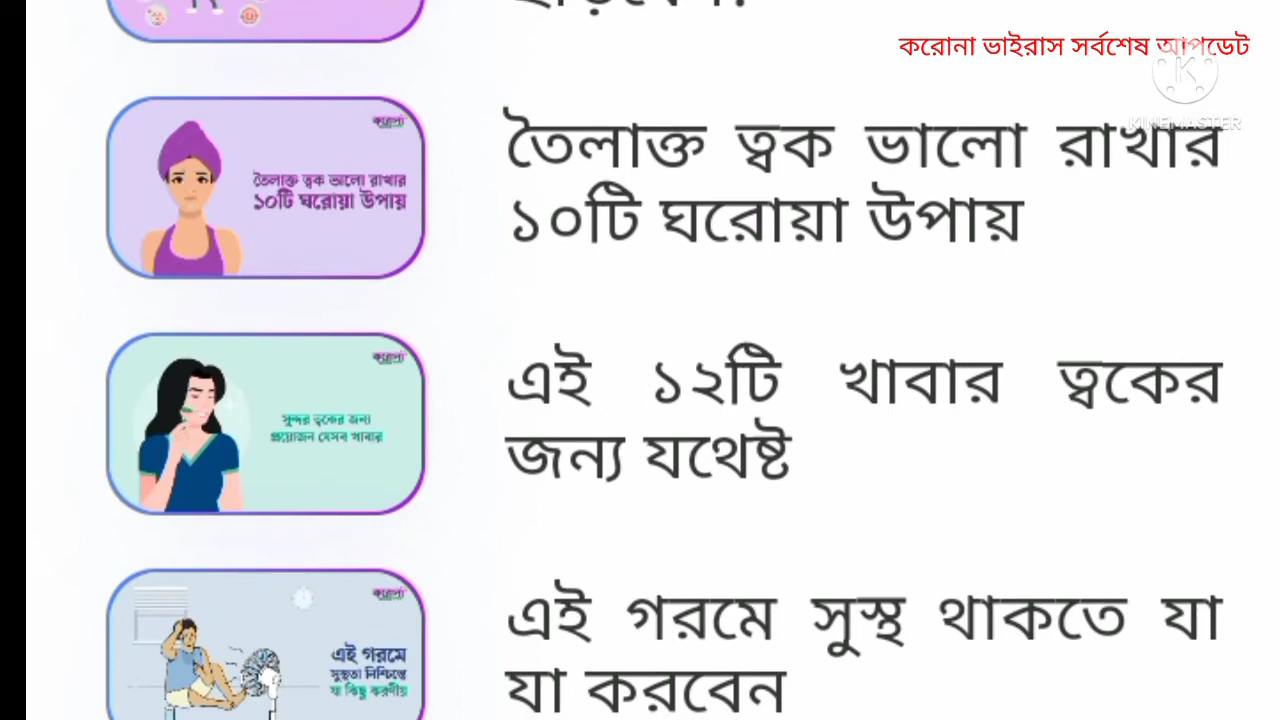 করোনা ভাইরাস সর্বশেষ আপডেট
KINEMASTER
তৈলাক্ত ত্বক ভালো রাখার
১০টি ঘরোয়া উপায়
তৈলাক্ত ত্বক ভালো রাখার
১০টি ঘরোয়া উপায়
সুন্দর ত্বকের জন্য
প্রয়োজন যেসব খাবার
এই ১২টি খাবার ত্বকের
জন্য যথেষ্ট
এই গরমে
সুস্থতা নিশ্চিতে
যা কিছু করণীয়
এই গরমে সুস্থ থাকতে যা
যা করবেন